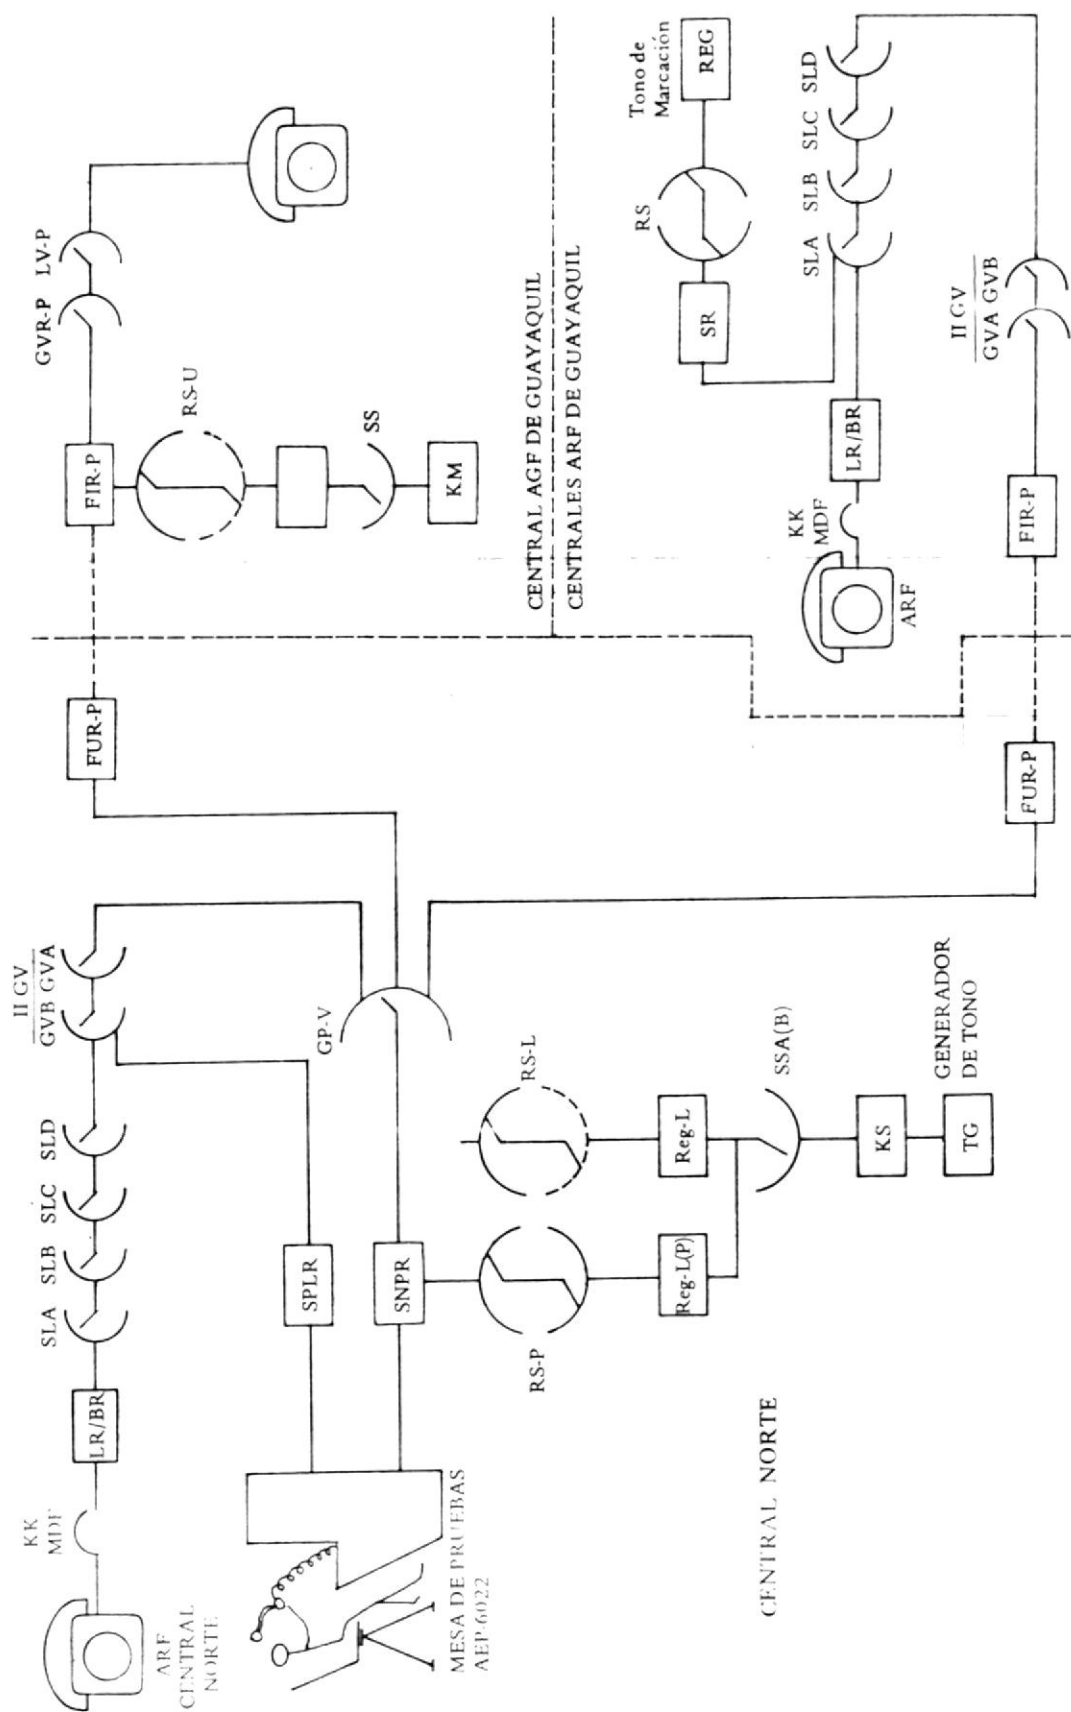 KK
MDF
ARF
CENTRAL
NORTE
LR/BR
SLA
SLB
SLC
SLD
II GV
GVB GVA
FUR-P
FIR-P
GVR-P
LV-P
RS-U
SS
KM
MESA DE PRUEBAS
AEP-6022
SPLR
SNPR
GP-V
RS-P
RS-L
Reg-L(P)
Reg-L
SSA(B)
KS
GENERADOR
DE TONO
TG
CENTRAL NORTE
CENTRAL AGF DE GUAYAQUIL
CENTRALES ARF DE GUAYAQUIL
Tono de
Marcación
REG
RS
SR
KK
MDF
ARF
LR/BR
SLA
SLB
SLC
SLD
II GV
GVA GVB
FUR-P
FIR-P